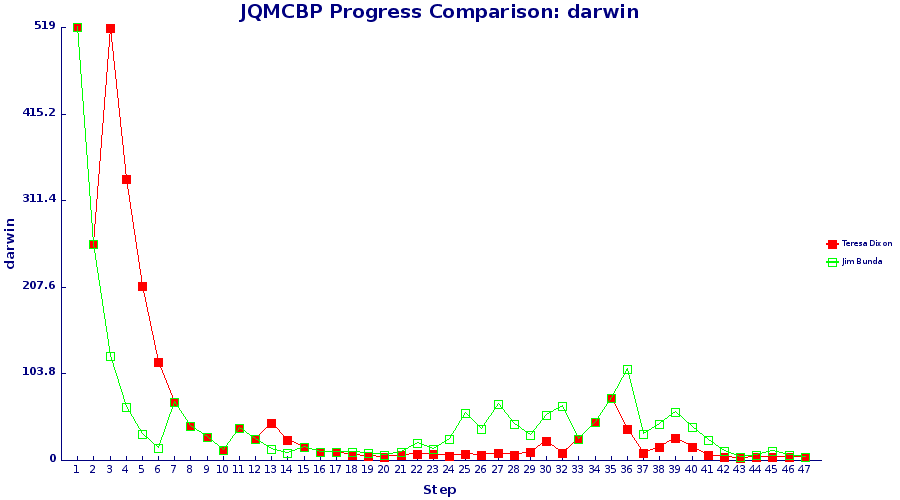 JQMCBP Progress Comparison: darwin
519
415.2
311.4
207.6
103.8
0
darwin
1 2 3 4 5 6 7 8 9 10 11 12 13 14 15 16 17 18 19 20 21 22 23 24 25 26 27 28 29 30 32 33 34 35 36 37 38 39 40 41 42 43 44 45 46 47
Step
Teresa Dixon
Jim Bunda